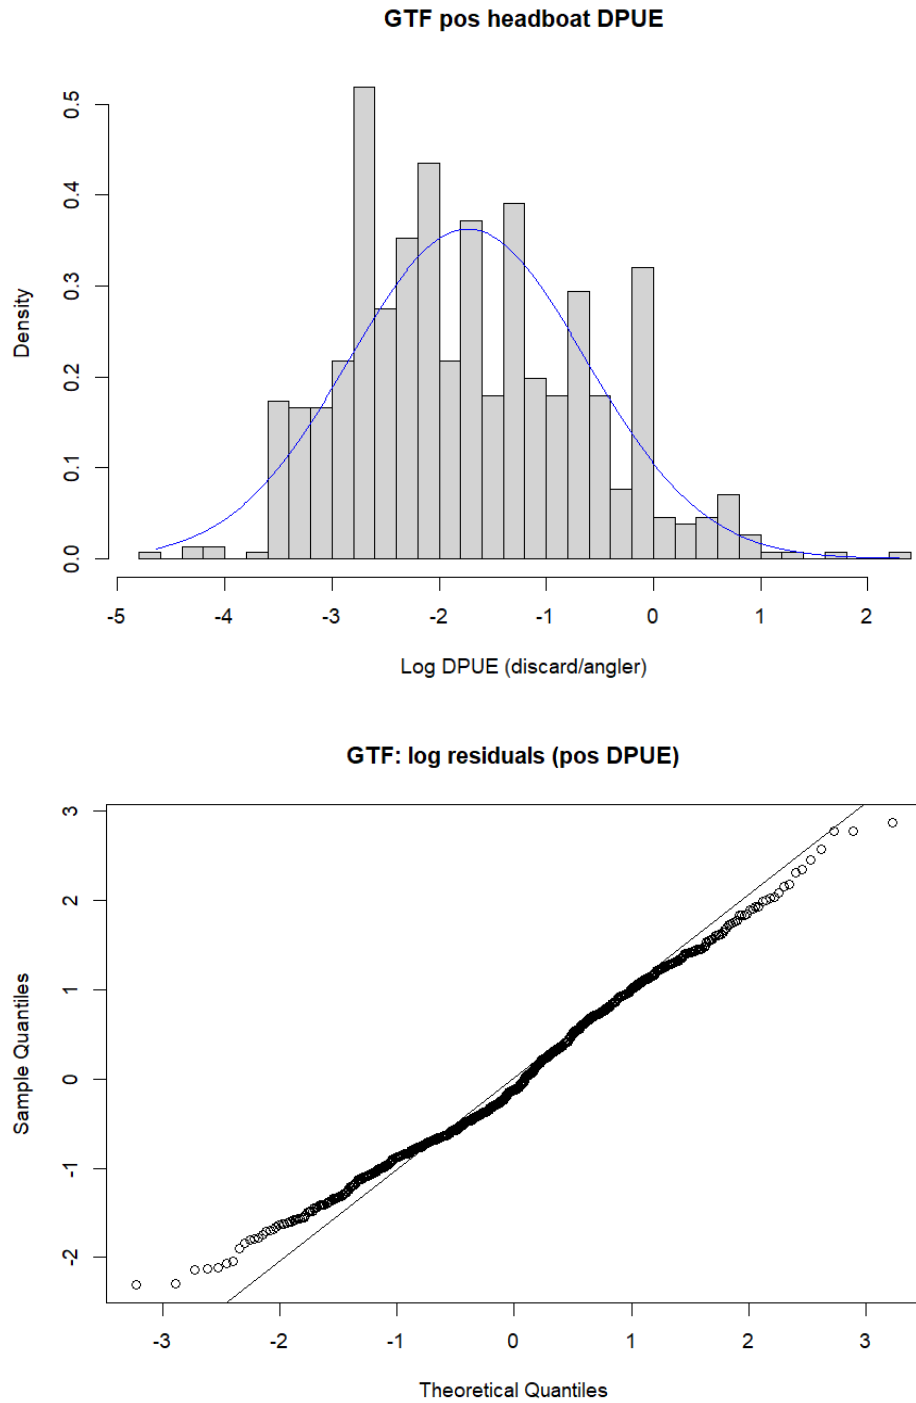 GTF pos headboat DPUE
Density
0.5
0.4
0.3
0.2
0.1
0.0
-5 -4 -3 -2 -1 0 1 2
Log DPUE (discard/angler)
GTF: log residuals (pos DPUE)
Sample Quantiles
3
2
1
0
-1
-2
-3 -2 -1 0 1 2 3
Theoretical Quantiles